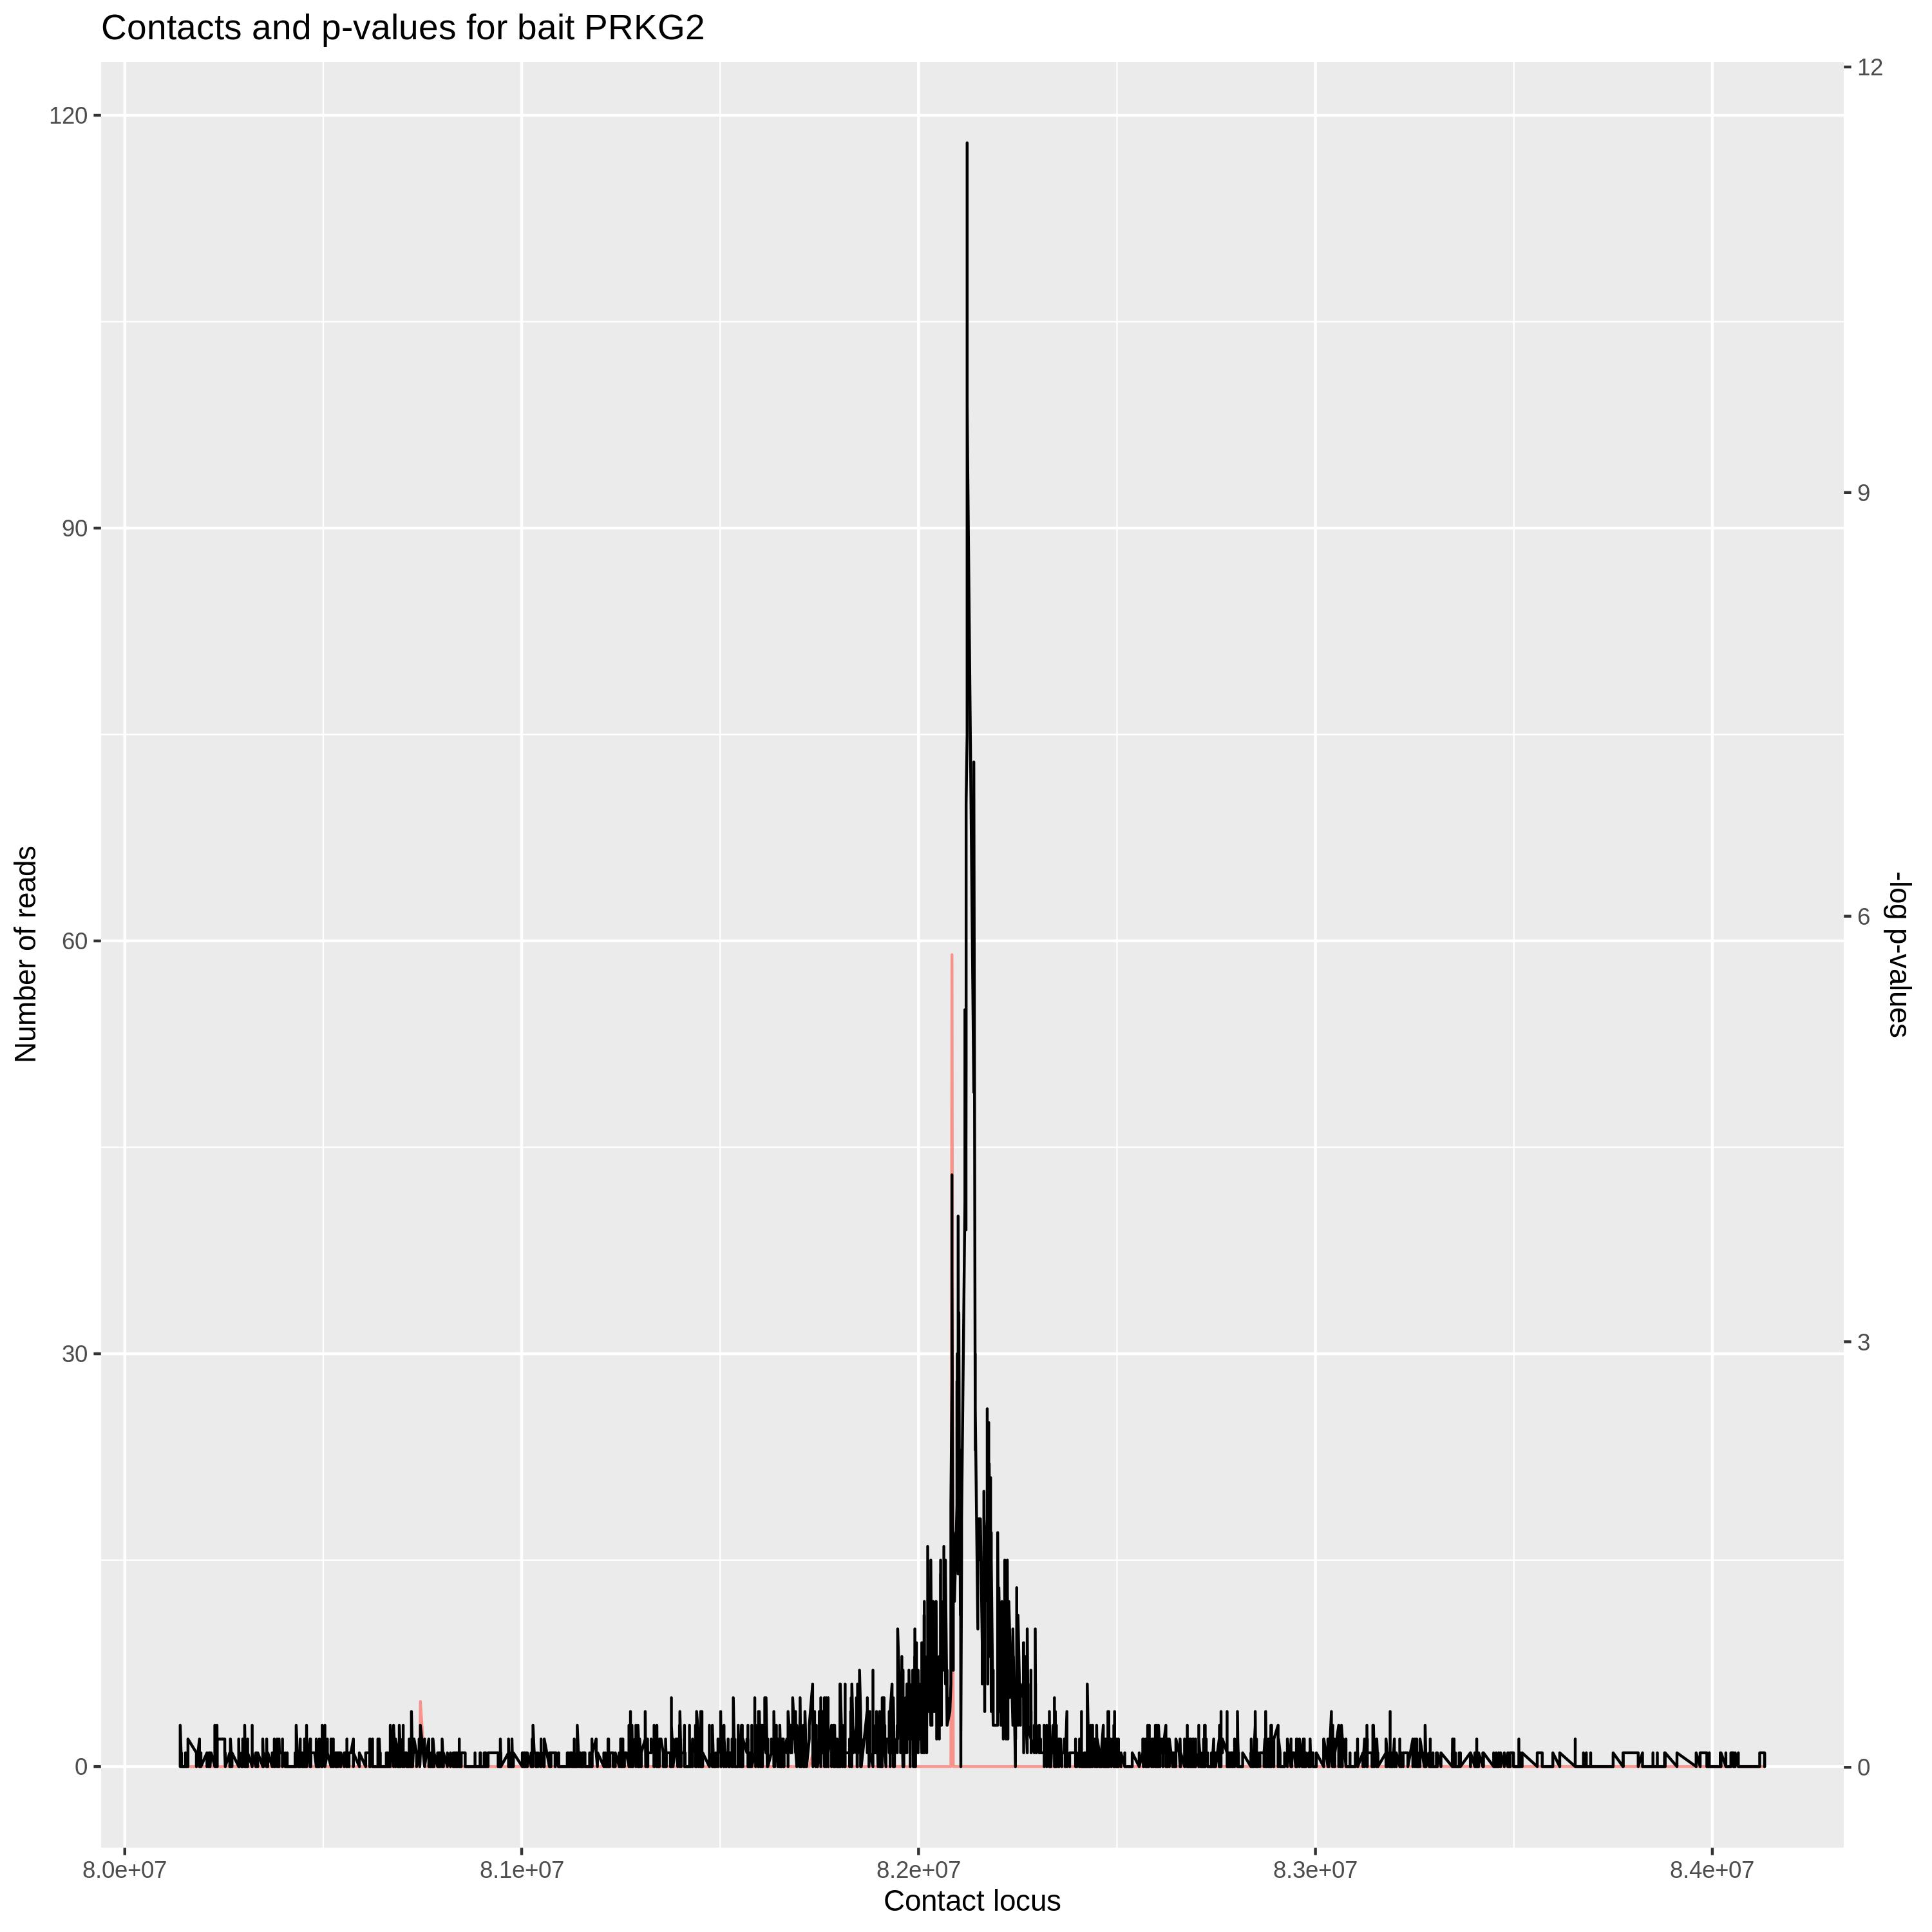 Contacts and p-values for bait PRKG2
120
90
60
30
0
Number of reads
12
9
6
3
0
-log p-values
8.0e+07
8.1e+07
8.2e+07
8.3e+07
8.4e+07
Contact locus